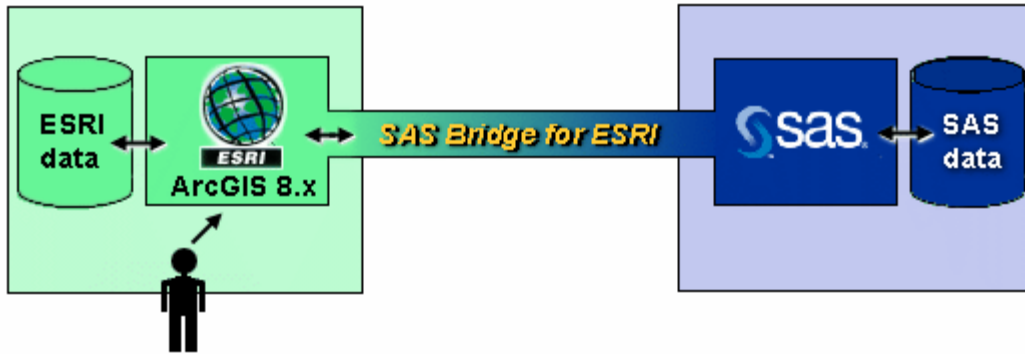 ESRI
data
ESRI
ArcGIS 8.x
SAS Bridge for ESRI
sas.
SAS
data